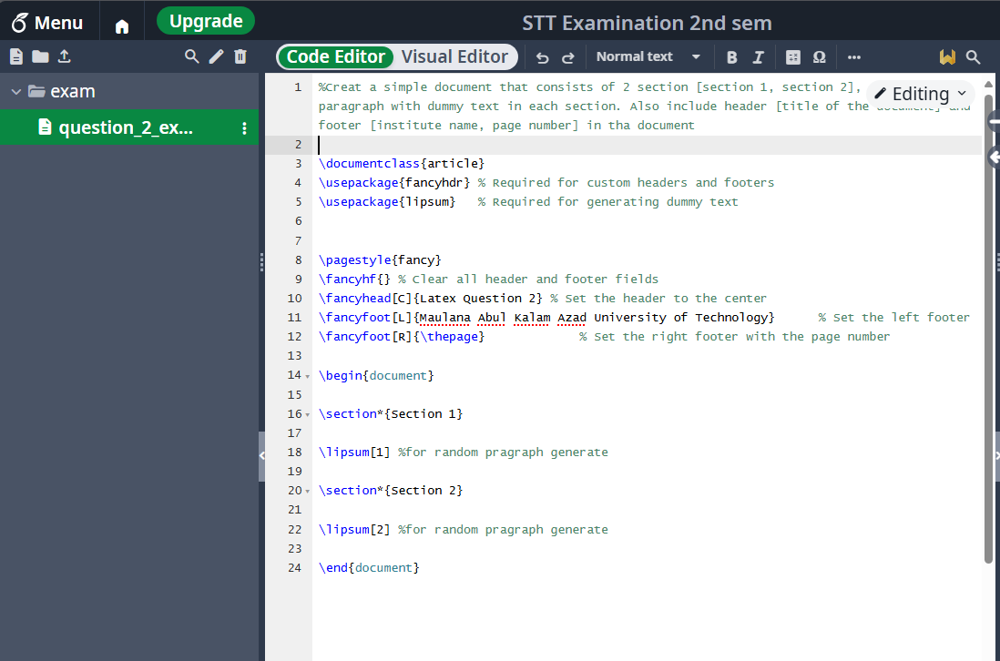 Menu
Upgrade
STT Examination 2nd sem
Code Editor
Visual Editor
Normal text
B
I
Ω
exam
question_2_ex...
Editing
1 %Creat a simple document that consists of 2 section [section 1, section 2],
paragraph with dummy text in each section. Also include header [title of the document] and
footer [institute name, page number] in tha document
2
3 \documentclass{article}
4 \usepackage{fancyhdr} % Required for custom headers and footers
5 \usepackage{lipsum}   % Required for generating dummy text
6
7
8 \pagestyle{fancy}
9 \fancyhf{} % Clear all header and footer fields
10 \fancyhead[C]{Latex Question 2} % Set the header to the center
11 \fancyfoot[L]{Maulana Abul Kalam Azad University of Technology}      % Set the left footer
12 \fancyfoot[R]{\thepage}             % Set the right footer with the page number
13
14 \begin{document}
15
16 \section*{Section 1}
17
18 \lipsum[1] %for random pragraph generate
19
20 \section*{Section 2}
21
22 \lipsum[2] %for random pragraph generate
23
24 \end{document}